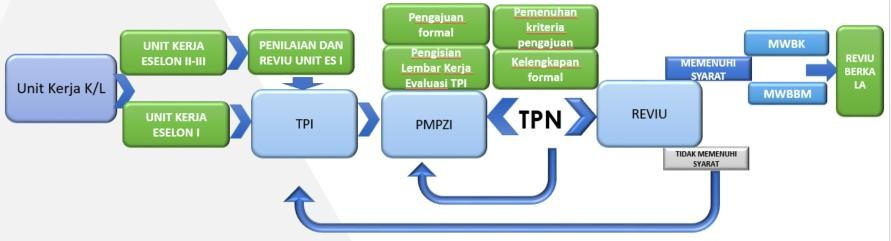 Unit Kerja K/L
UNIT KERJA
ESELON II-III
UNIT KERJA
ESELON I
PENILAIAN DAN
REVIU UNIT ES I
TPI
Pengajuan
formal
Pengisian
Lembar Kerja
Evaluasi TPI
PMPZI
Pemenuhan
kriteria
pengajuan
Kelengkapan
formal
TPN
REVIU
MEMENUHI
SYARAT
TIDAK MEMENUHI
SYARAT
MWBK
MWBBM
REVIU
BERKA
LA